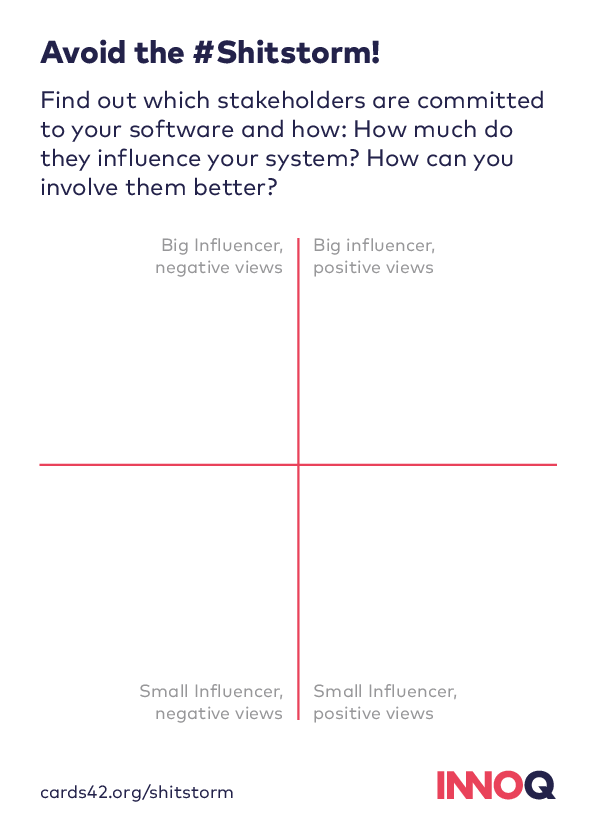 Avoid the #Shitstorm!
Find out which stakeholders are committed
to your software and how: How much do
they influence your system? How can you
involve them better?
Big Influencer,
negative views
Big influencer,
positive views
Small Influencer,
negative views
Small Influencer,
positive views
cards42.org/shitstorm
INNOQ